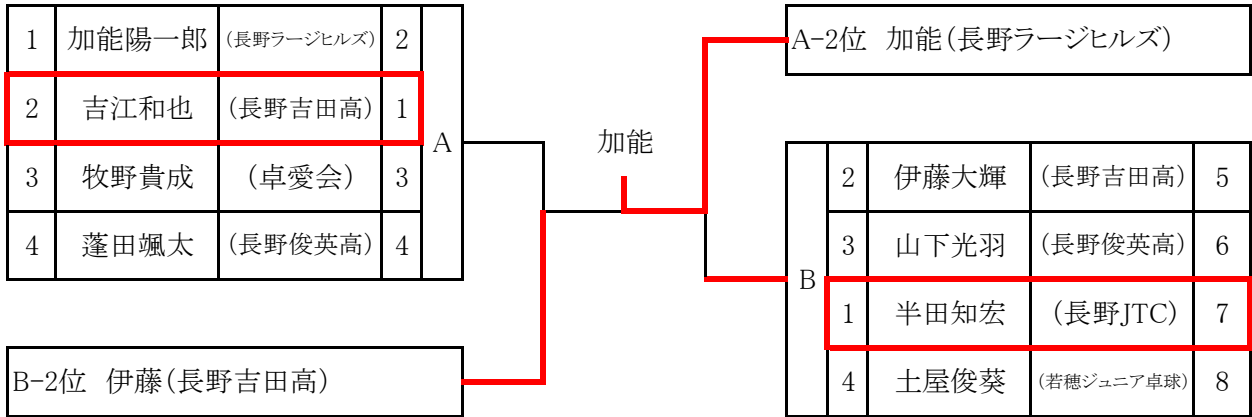 1 加能陽一郎 (長野ラージヒルズ) 2
2 吉江和也 (長野吉田高) 1
3 牧野貴成 (卓愛会) 3
4 蓬田颯太 (長野俊英高) 4
A
B-2位 伊藤(長野吉田高)
加能
A-2位 加能(長野ラージヒルズ)
B
2 伊藤大輝 (長野吉田高) 5
3 山下光羽 (長野俊英高) 6
1 半田知宏 (長野JTC) 7
4 土屋俊葵 (若穂ジュニア卓球) 8